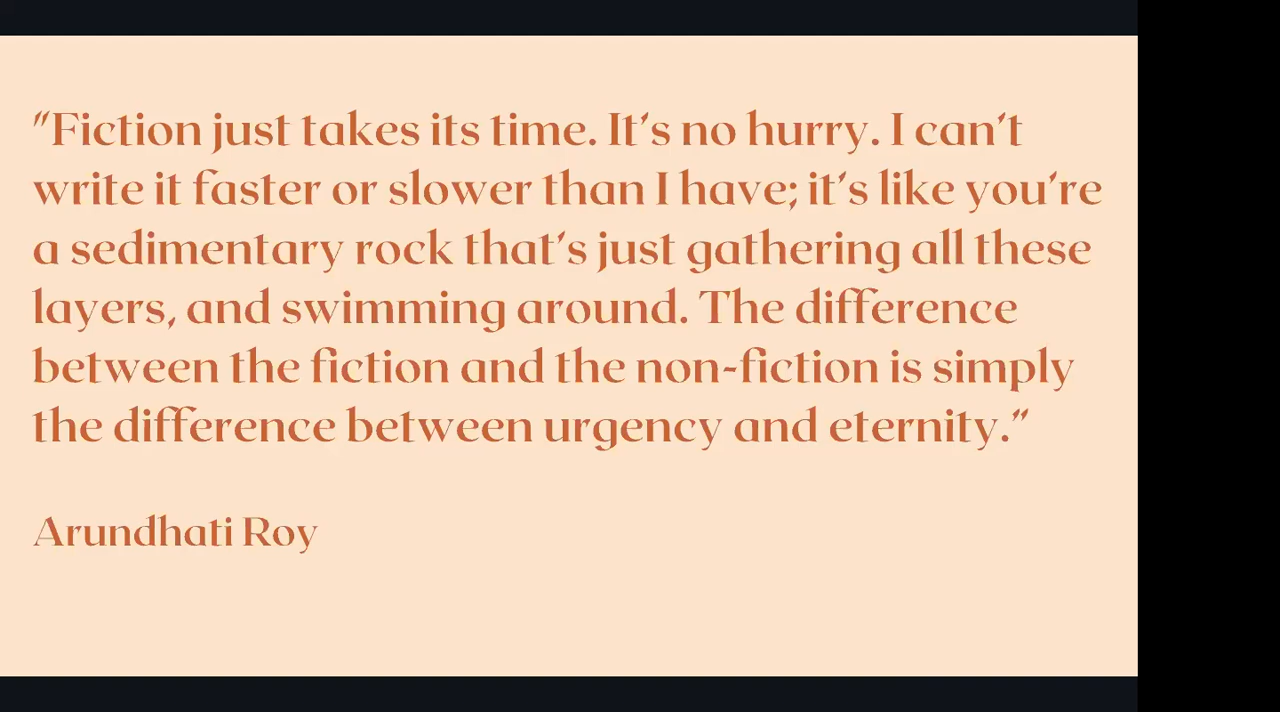 "Fiction just takes its time. It's no hurry. I can't
write it faster or slower than I have; it's like you're
a sedimentary rock that's just gathering all these
layers, and swimming around. The difference
between the fiction and the non-fiction is simply
the difference between urgency and eternity."
Arundhati Roy